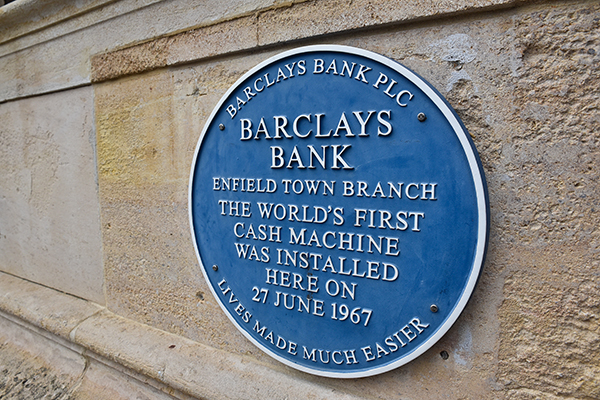 BARCLAYS BANK PLC
BARCLAYS
BANK
ENFIELD TOWN BRANCH
THE WORLD'S FIRST
CASH MACHINE
WAS INSTALLED
HERE ON
27 JUNE 1967
LIVES MADE MUCH EASIER